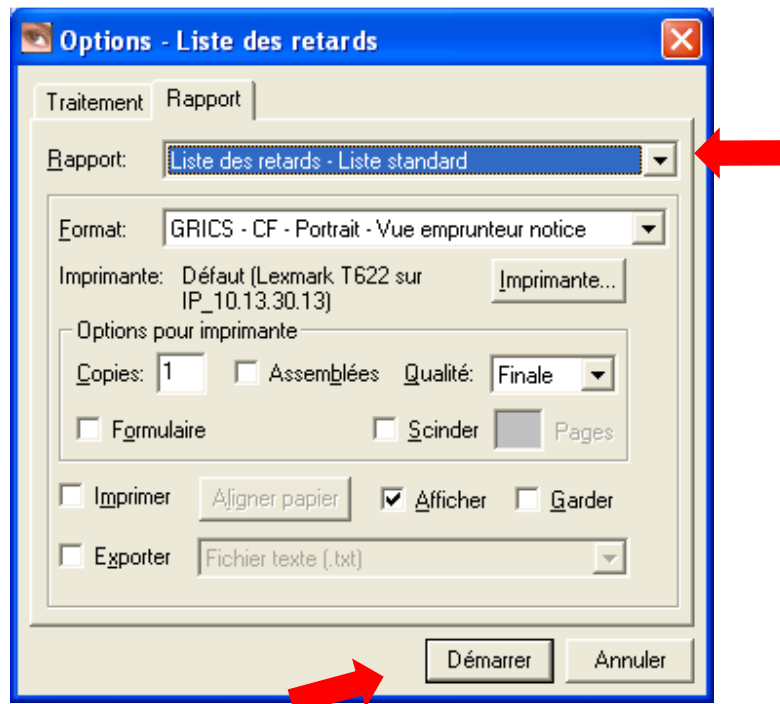 Options - Liste des retards
Traitement Rapport
Rapport: Liste des retards - Liste standard
Format: GRICS - CF - Portrait - Vue emprunteur notice
Imprimante: Défaut (Lexmark T622 sur IP_10.13.30.13) Imprimante...
Options pour imprimante
Copies: 1 Assemblées Qualité: Finale
Formulaire Scinder Pages
Imprimer Aligner papier Afficher Garder
Exporter Fichier texte (.txt)
Démarrer Annuler